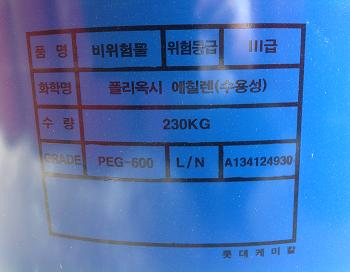 품 명 비위험물 위험등급 III급
화학명 폴리옥시 에칠렌(수용성)
수 량 230KG
GRADE PEG-600 L/N A134124930
롯데케미칼